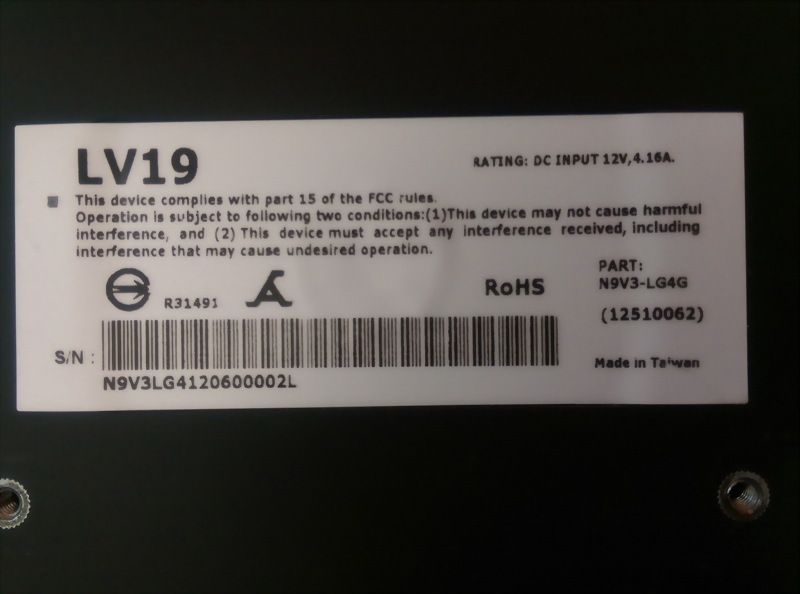 LV19
RATING: DC INPUT 12V,4.16A.
This device complies with part 15 of the FCC rules.
Operation is subject to following two conditions:(1)This device may not cause harmful
interference, and (2) This device must accept any interference received, including
interference that may cause undesired operation.
R31491
RoHS
PART:
N9V3-LG4G
(12510062)
S/N :
N9V3LG4120600002L
Made in Taiwan